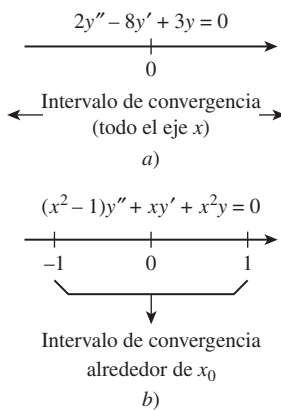 2y″ – 8y′ + 3y = 0
0
Intervalo de convergencia
(todo el eje x)
a)
(x² – 1)y″ + xy′ + x²y = 0
–1 0 1
Intervalo de convergencia
alrededor de x₀
b)